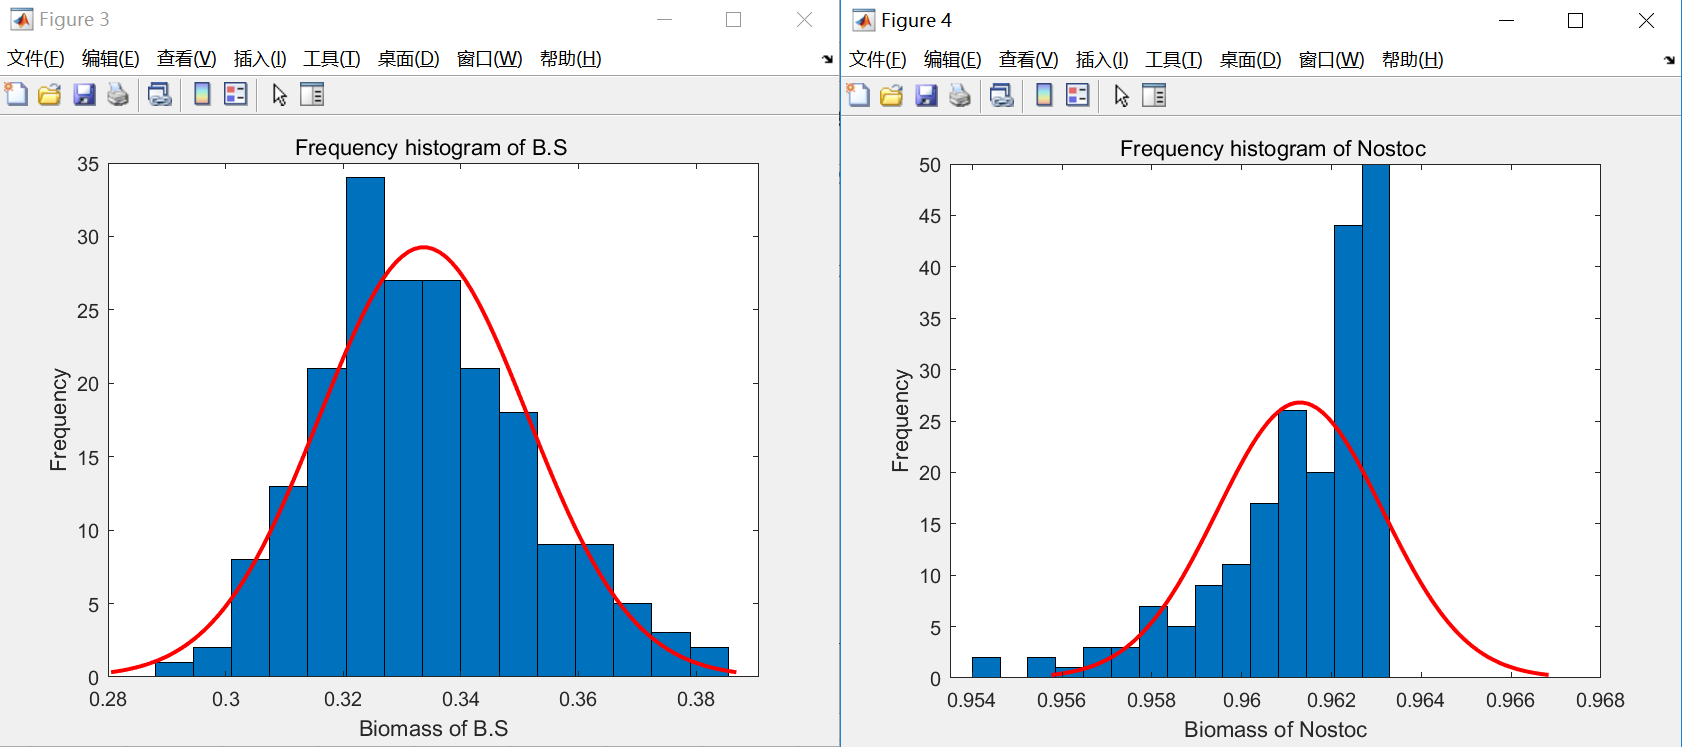 Figure 3
文件(F) 编辑(E) 查看(V) 插入(I) 工具(T) 桌面(D) 窗口(W) 帮助(H)
Frequency histogram of B.S
Frequency
35
30
25
20
15
10
5
0
0.28 0.3 0.32 0.34 0.36 0.38
Biomass of B.S
Figure 4
文件(F) 编辑(E) 查看(V) 插入(I) 工具(T) 桌面(D) 窗口(W) 帮助(H)
Frequency histogram of Nostoc
Frequency
50
45
40
35
30
25
20
15
10
5
0
0.954 0.956 0.958 0.96 0.962 0.964 0.966 0.968
Biomass of Nostoc